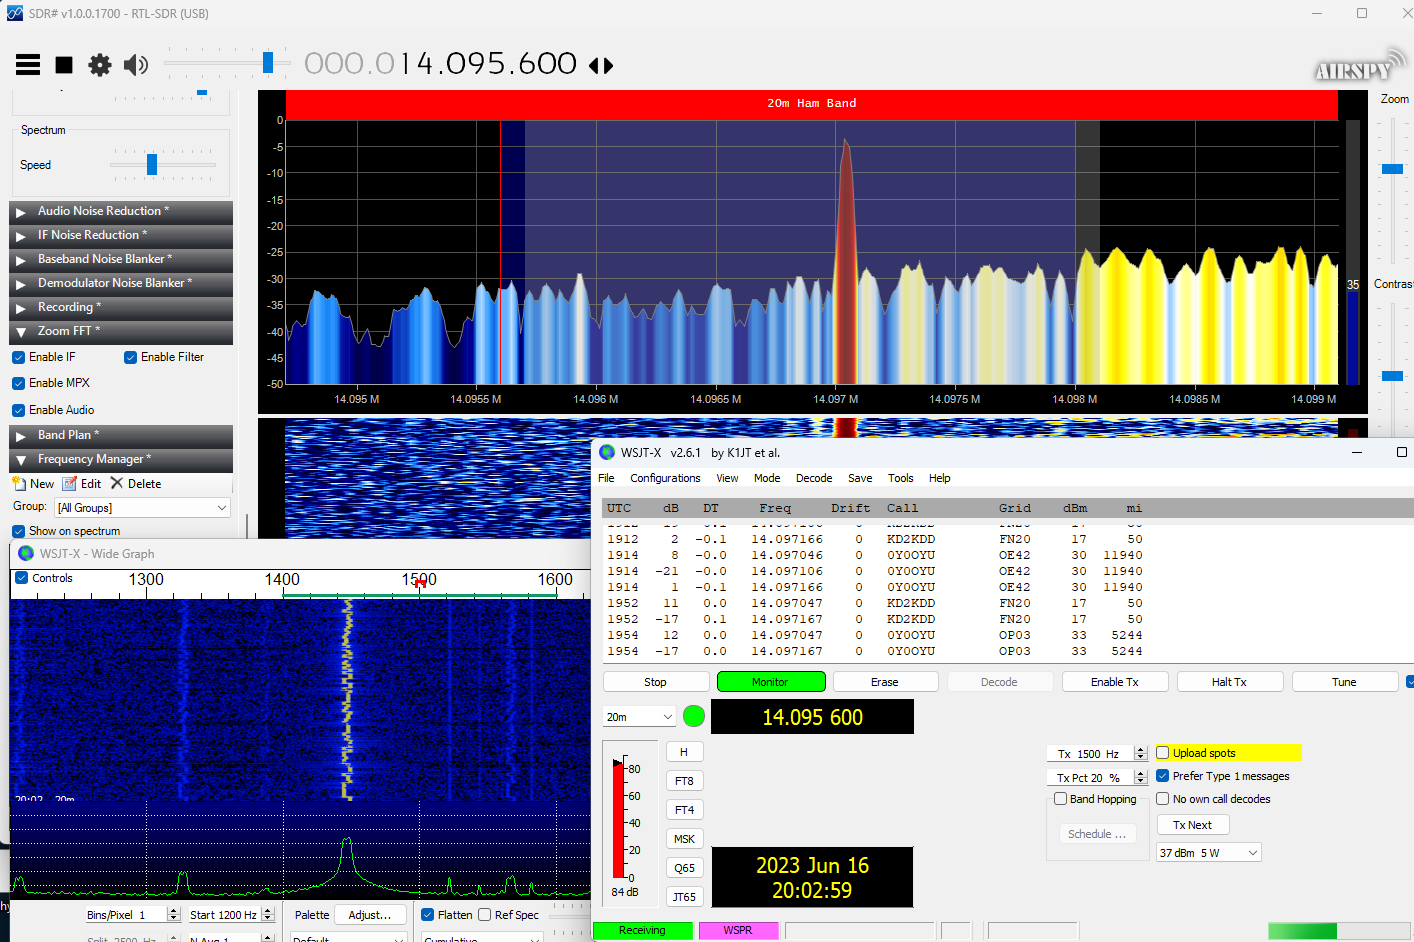 SDR# v1.0.0.1700 - RTL-SDR (USB)
000.014.095.600
AIRSPY
Spectrum
Speed
Audio Noise Reduction *
IF Noise Reduction *
Baseband Noise Blanker *
Demodulator Noise Blanker *
Recording *
Zoom FFT *
Enable IF Enable Filter
Enable MPX
Enable Audio
Band Plan *
Frequency Manager *
New Edit Delete
Group: [All Groups]
Show on spectrum
20m Ham Band
0
-5
-10
-15
-20
-25
-30
-35
-40
-45
-50
14.095 M 14.0955 M 14.096 M 14.0965 M 14.097 M 14.0975 M 14.098 M 14.0985 M 14.099 M
35
Zoom
Contrast
WSJT-X - Wide Graph
Controls 1300 1400 1500 1600
20:02 20m
Bins/Pixel 1 Start 1200 Hz Palette Adjust... Flatten Ref Spec
Split 2500 Hz N Avg 1 Default Cumulative
WSJT-X v2.6.1 by K1JT et al.
File Configurations View Mode Decode Save Tools Help
UTC dB DT Freq Drift Call Grid dBm mi
1912 2 -0.1 14.097166 0 KD2KDD FN20 17 50
1914 8 -0.0 14.097046 0 0Y0OYU OE42 30 11940
1914 -21 -0.0 14.097106 0 0Y0OYU OE42 30 11940
1914 1 -0.1 14.097166 0 0Y0OYU OE42 30 11940
1952 11 0.0 14.097047 0 KD2KDD FN20 17 50
1952 -17 0.1 14.097167 0 KD2KDD FN20 17 50
1954 12 0.0 14.097047 0 0Y0OYU OP03 33 5244
1954 -17 0.0 14.097167 0 0Y0OYU OP03 33 5244
Stop Monitor Erase Decode Enable Tx Halt Tx Tune
20m 14.095 600
80
60
40
20
0
84 dB
H
FT8
FT4
MSK
Q65
JT65
Tx 1500 Hz Upload spots
Tx Pct 20 % Prefer Type 1 messages
Band Hopping No own call decodes
Schedule ... Tx Next
37 dBm 5 W
2023 Jun 16
20:02:59
Receiving WSPR